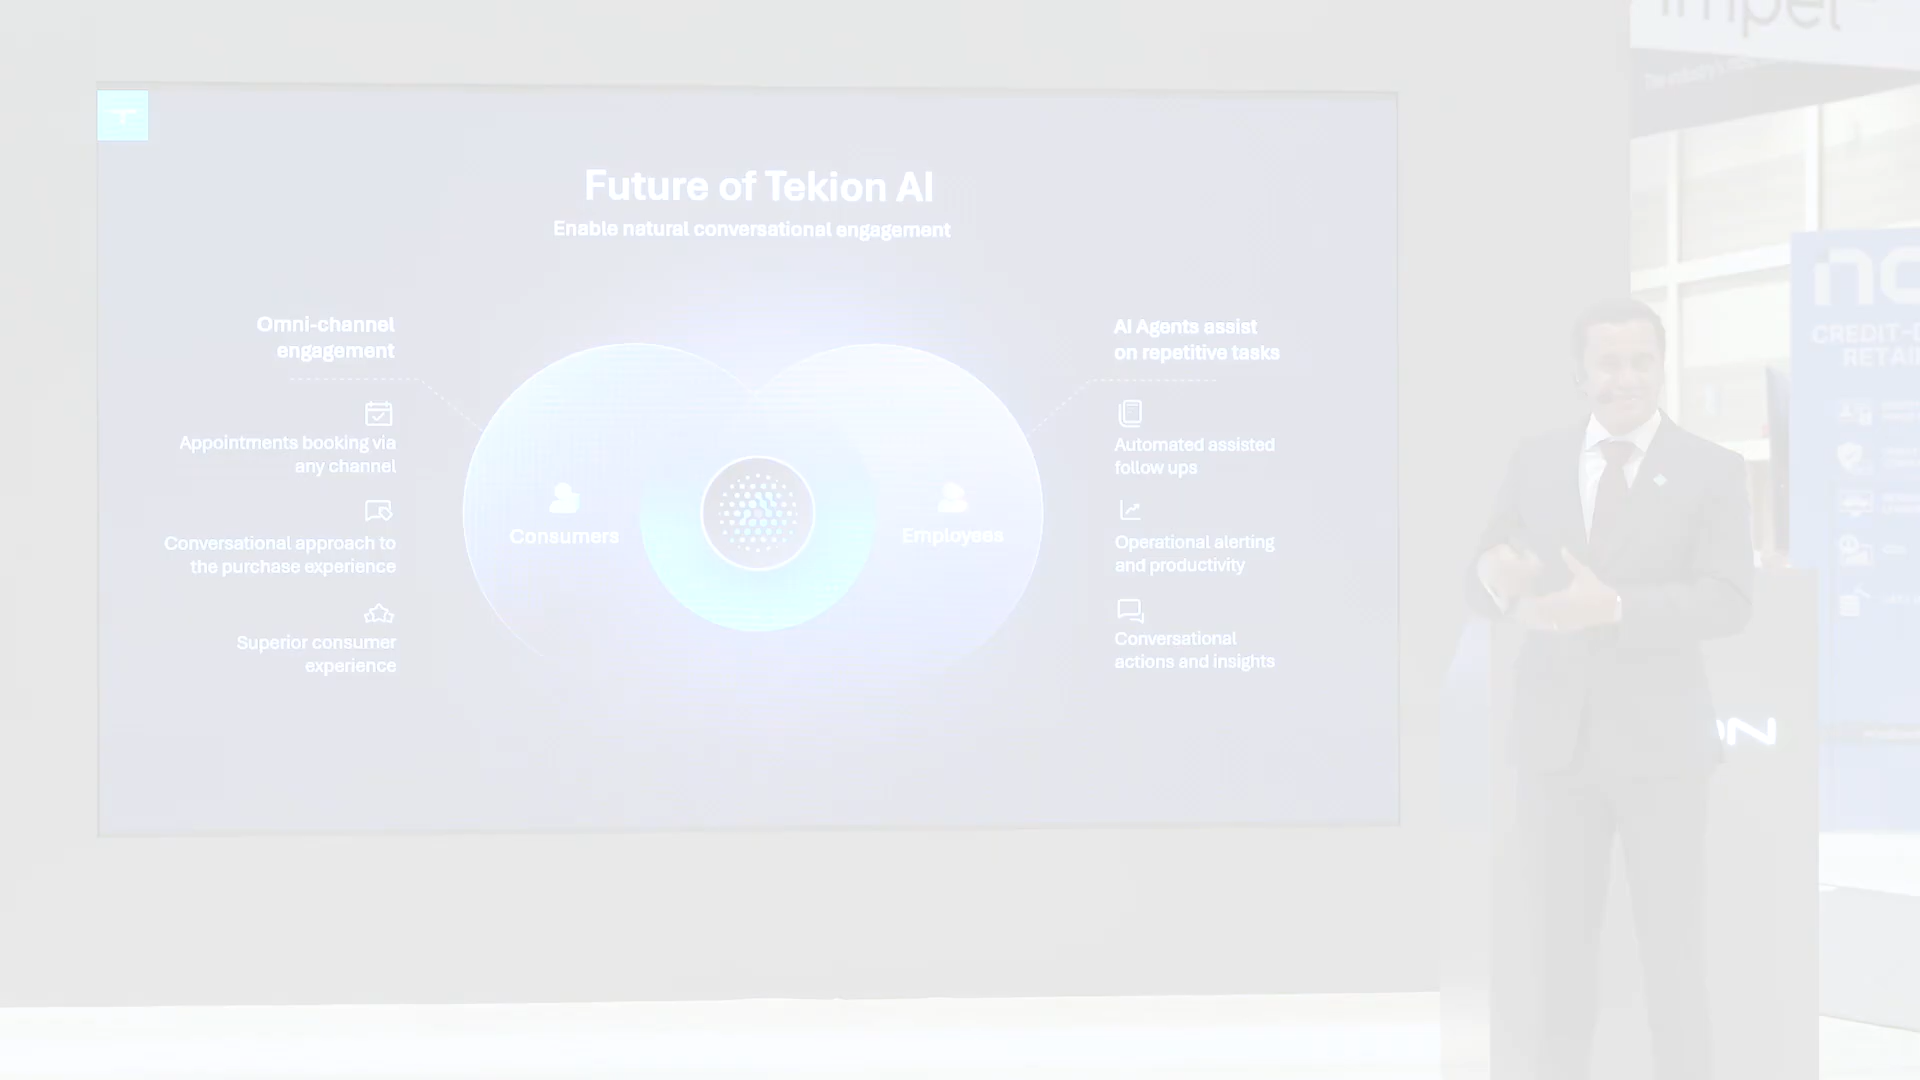 impel
Future of Tekion AI
Enable natural conversational engagement
Omni-channel
engagement
Appointments booking via
any channel
Conversational approach to
the purchase experience
Superior consumer
experience
Consumers
Employees
AI Agents assist
on repetitive tasks
Automated assisted
follow ups
Operational alerting
and productivity
Conversational
actions and insights
CREDIT-
RETAI
ON